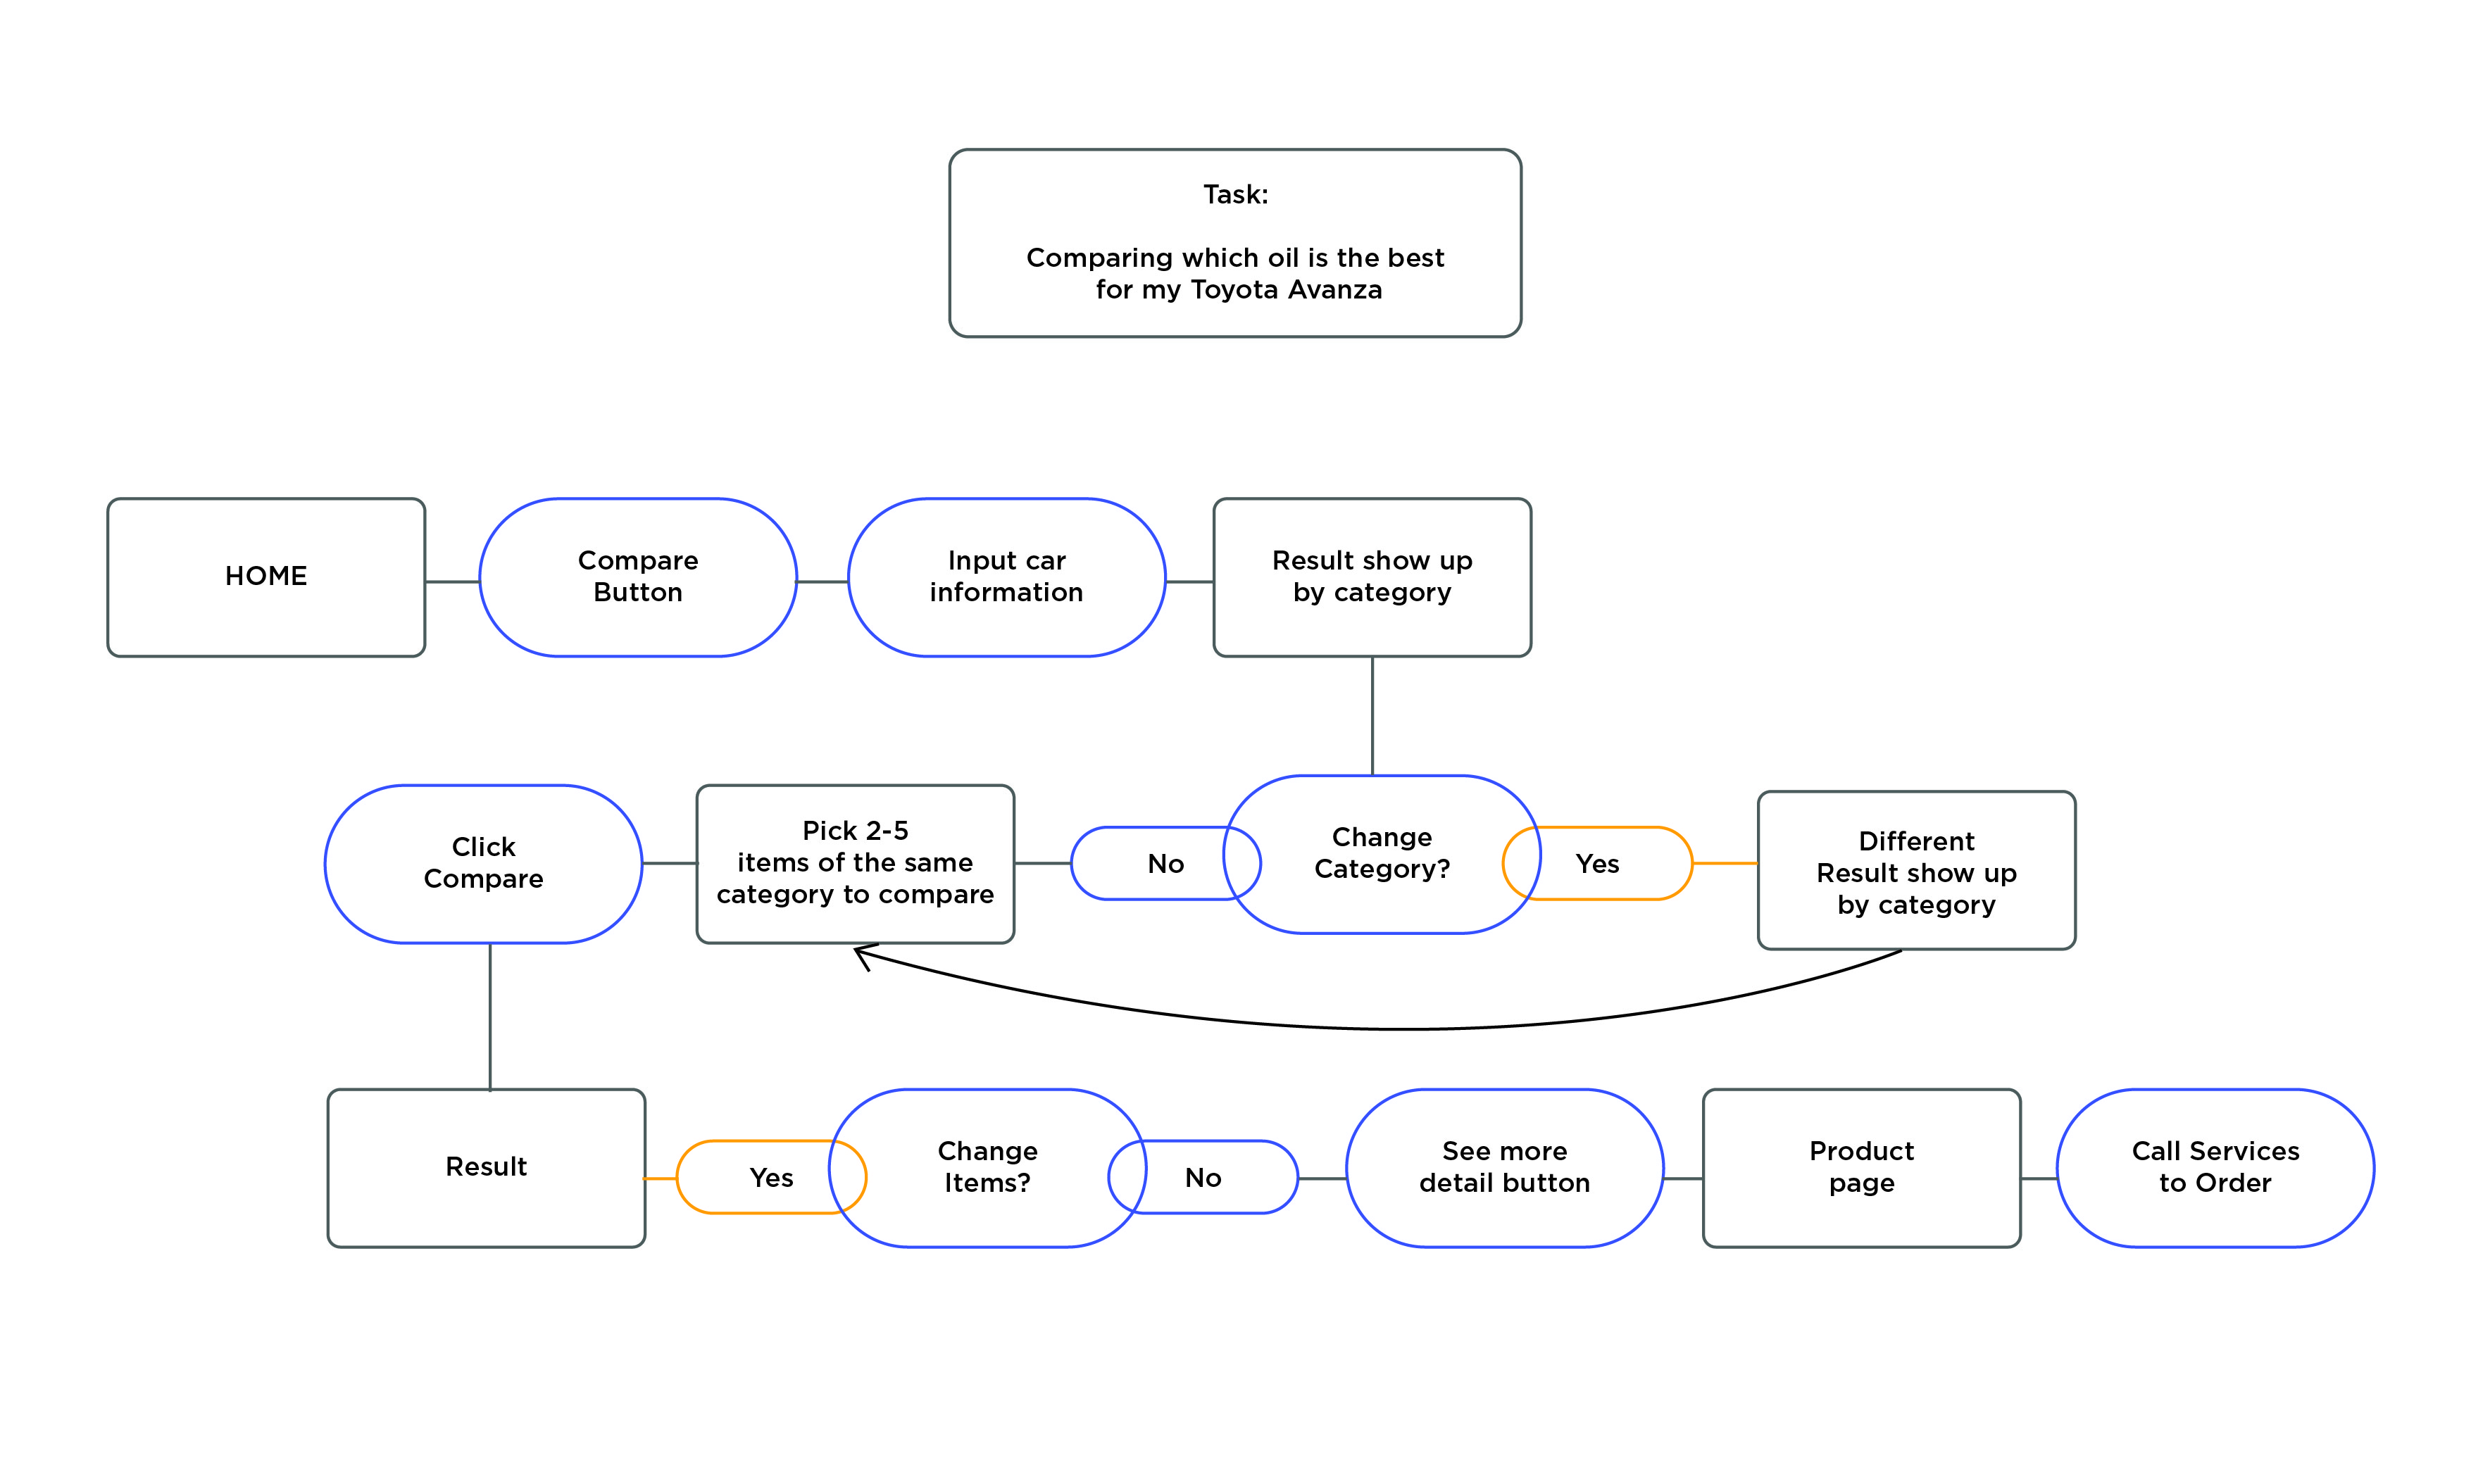 Task:
Comparing which oil is the best
for my Toyota Avanza
HOME
Compare
Button
Input car
information
Result show up
by category
Click
Compare
Pick 2-5
items of the same
category to compare
No
Change
Category?
Yes
Different
Result show up
by category
Result
Yes
Change
Items?
No
See more
detail button
Product
page
Call Services
to Order